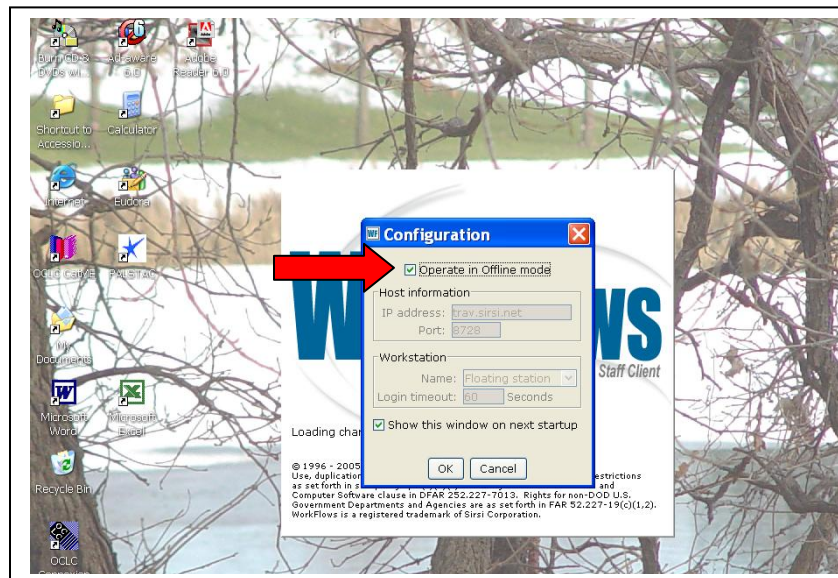 Burn CD's
DVDs wi...
Ad-aware
6.0
Adobe
Reader 6.0
Shortcut to
Accessio...
Calculator
Internet
Eudora
OCLC CatME
My
Documents
Microsoft
Word
Microsoft
Excel
Recycle Bin
OCLC
Connexion
W
WS
Staff Client
Loading char
WF Configuration
Operate in Offline mode
Host information
IP address: trav.sirsi.net
Port: 8728
Workstation
Name: Floating station
Login timeout: 60 Seconds
Show this window on next startup
OK Cancel
© 1996 - 2005
Use, duplication estrictions
as set forth in s and
Computer Software clause in DFAR 252.227-7013. Rights for non-DOD U.S.
Government Departments and Agencies are as set forth in FAR 52.227-19(c)(1,2).
WorkFlows is a registered trademark of Sirsi Corporation.